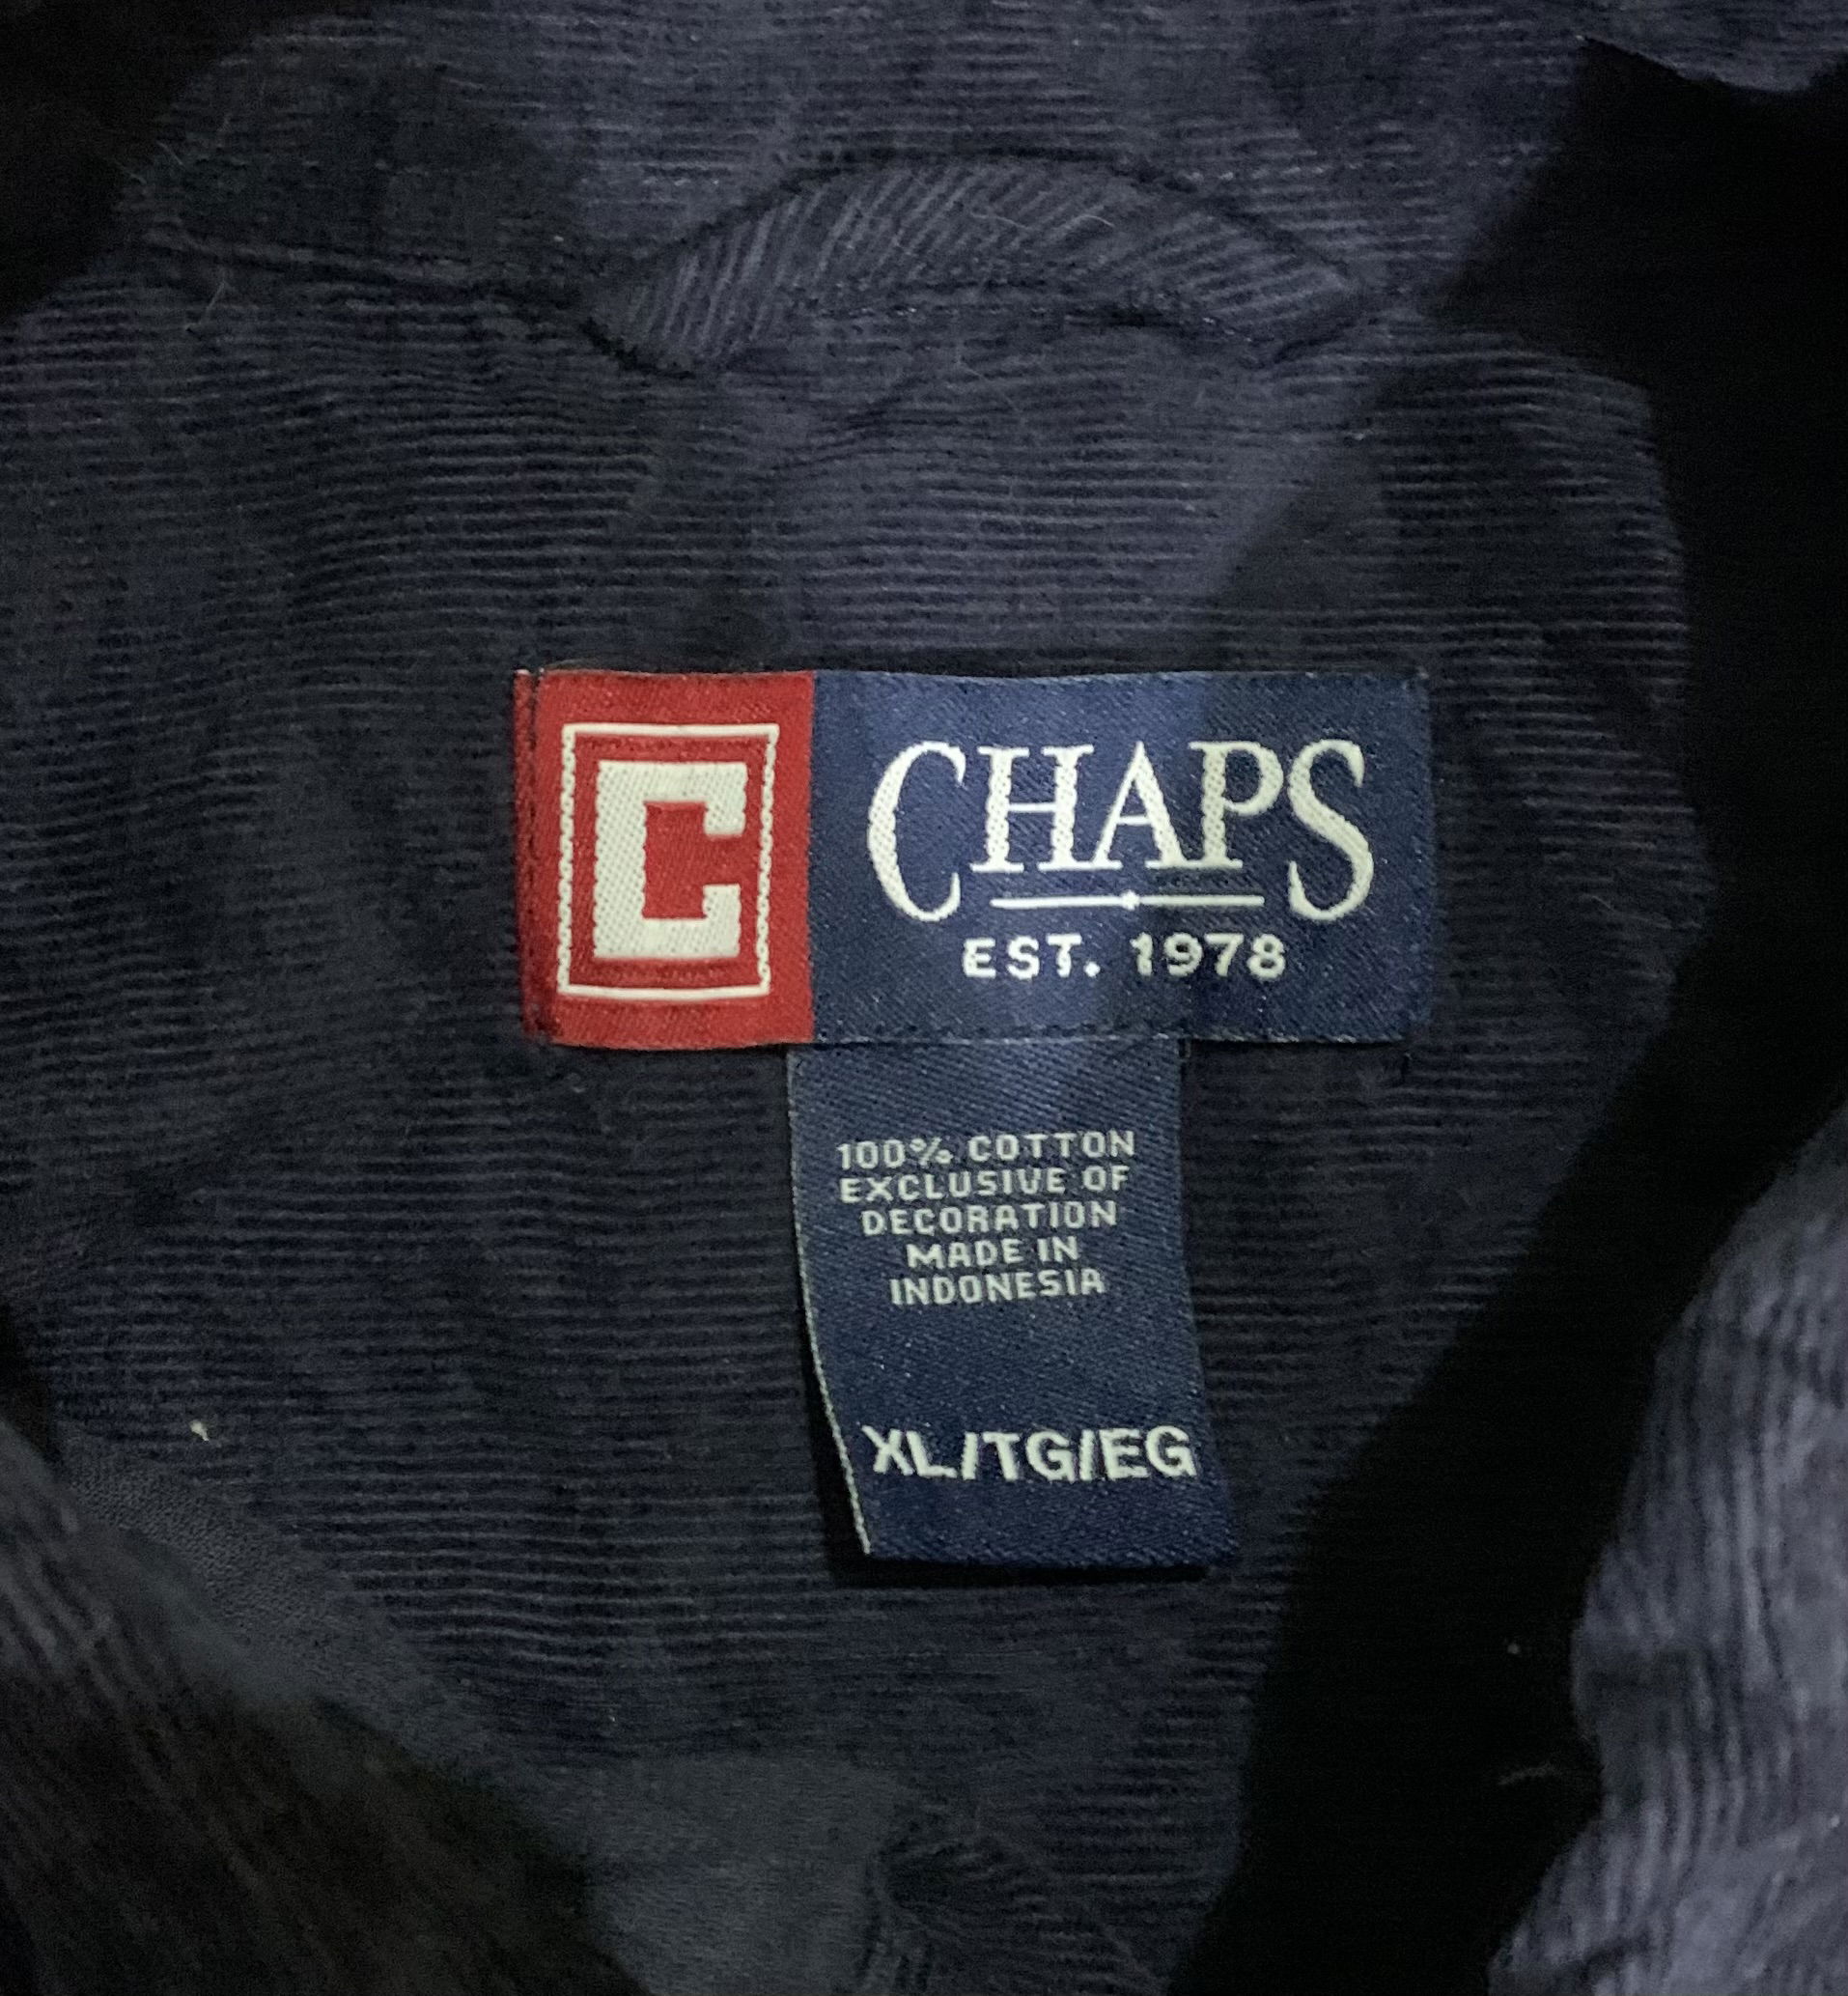 C
CHAPS
EST. 1978
100% COTTON
EXCLUSIVE OF
DECORATION
MADE IN
INDONESIA
XL/TG/EG